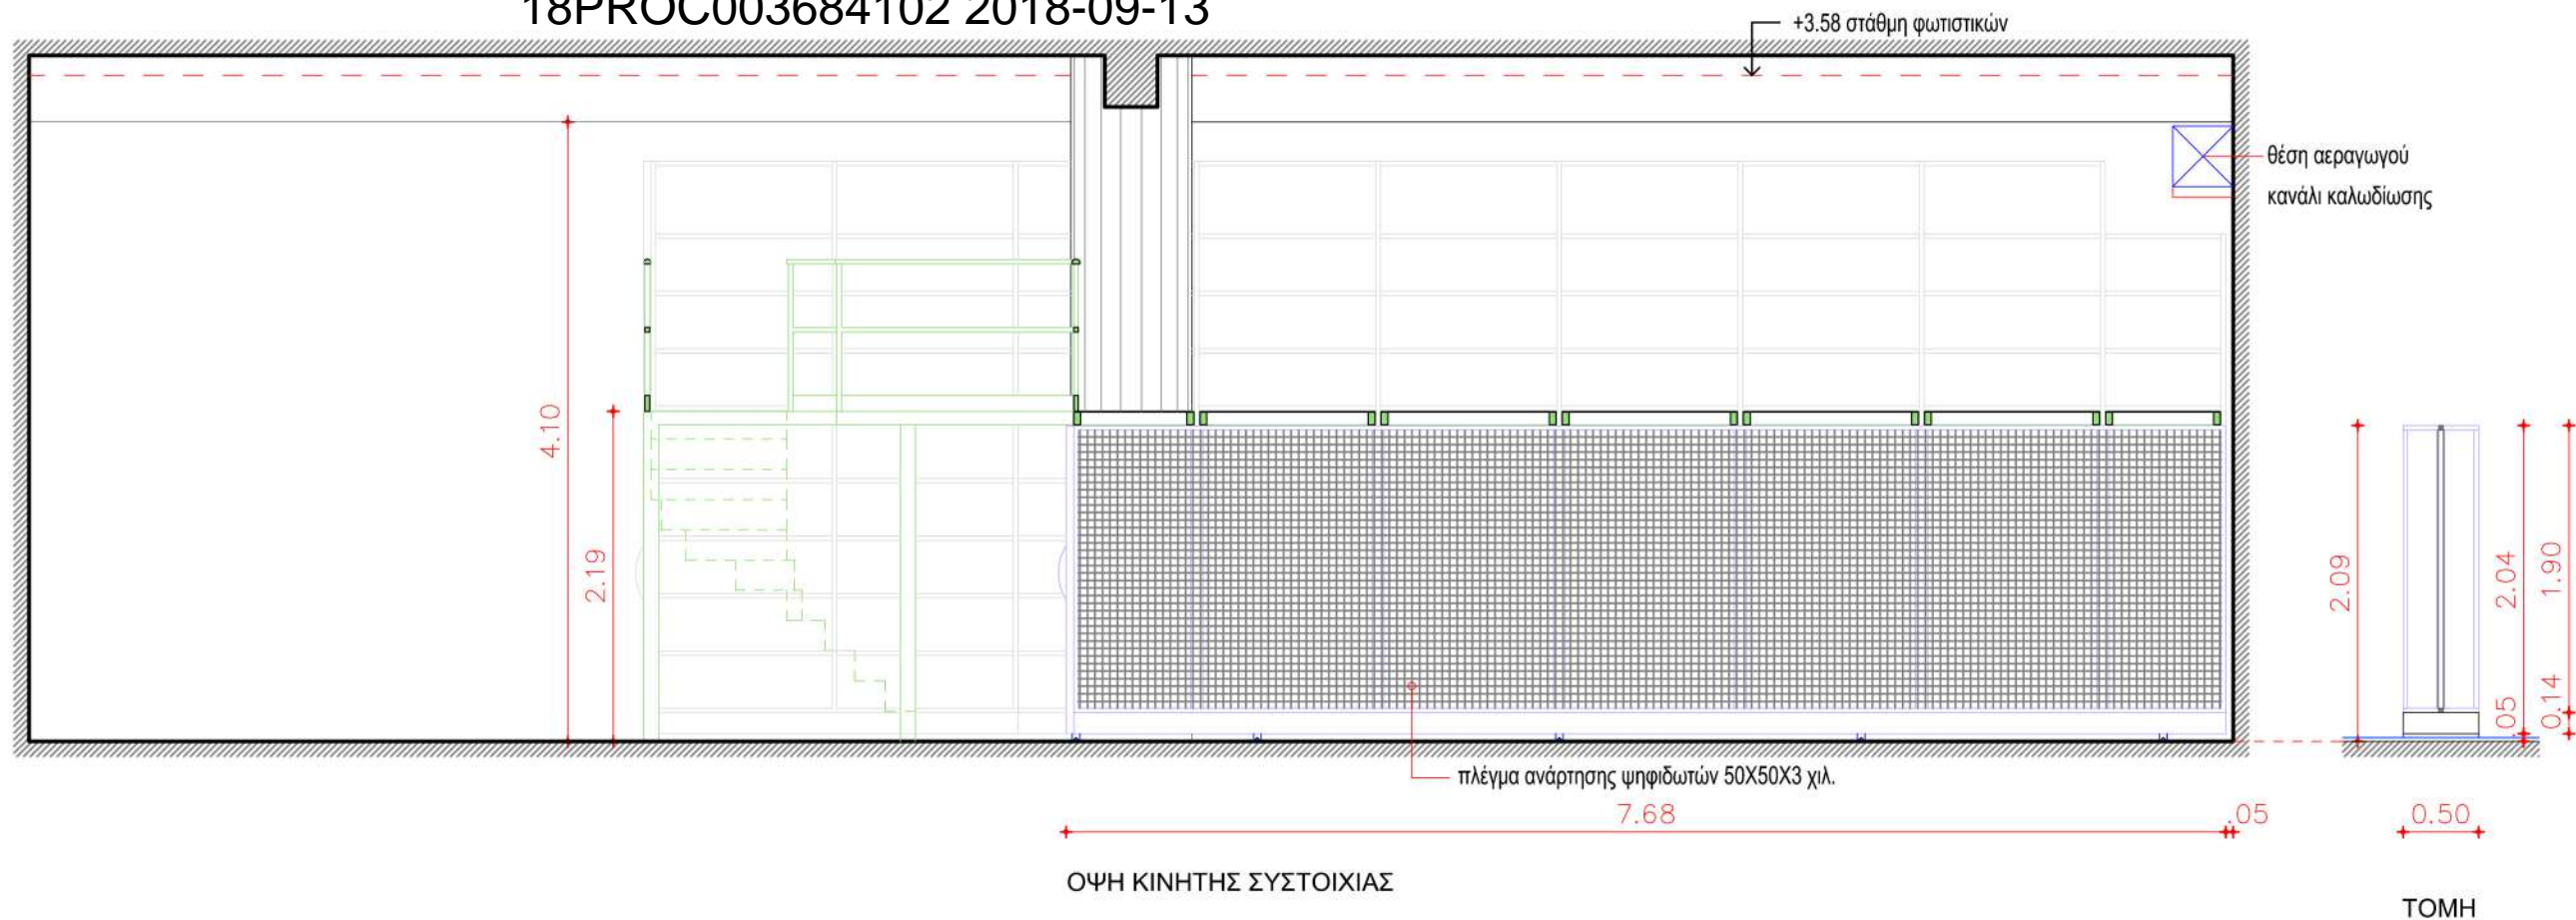 18PROC003684102 2018-09-13
+3.58 στάθμη φωτιστικών
θέση αεραγωγού
κανάλι καλωδίωσης
4.10
2.19
2.09
2.04
1.90
.05
0.14
πλέγμα ανάρτησης ψηφιδωτών 50X50X3 χιλ.
7.68
.05
0.50
ΟΨΗ ΚΙΝΗΤΗΣ ΣΥΣΤΟΙΧΙΑΣ
ΤΟΜΗ